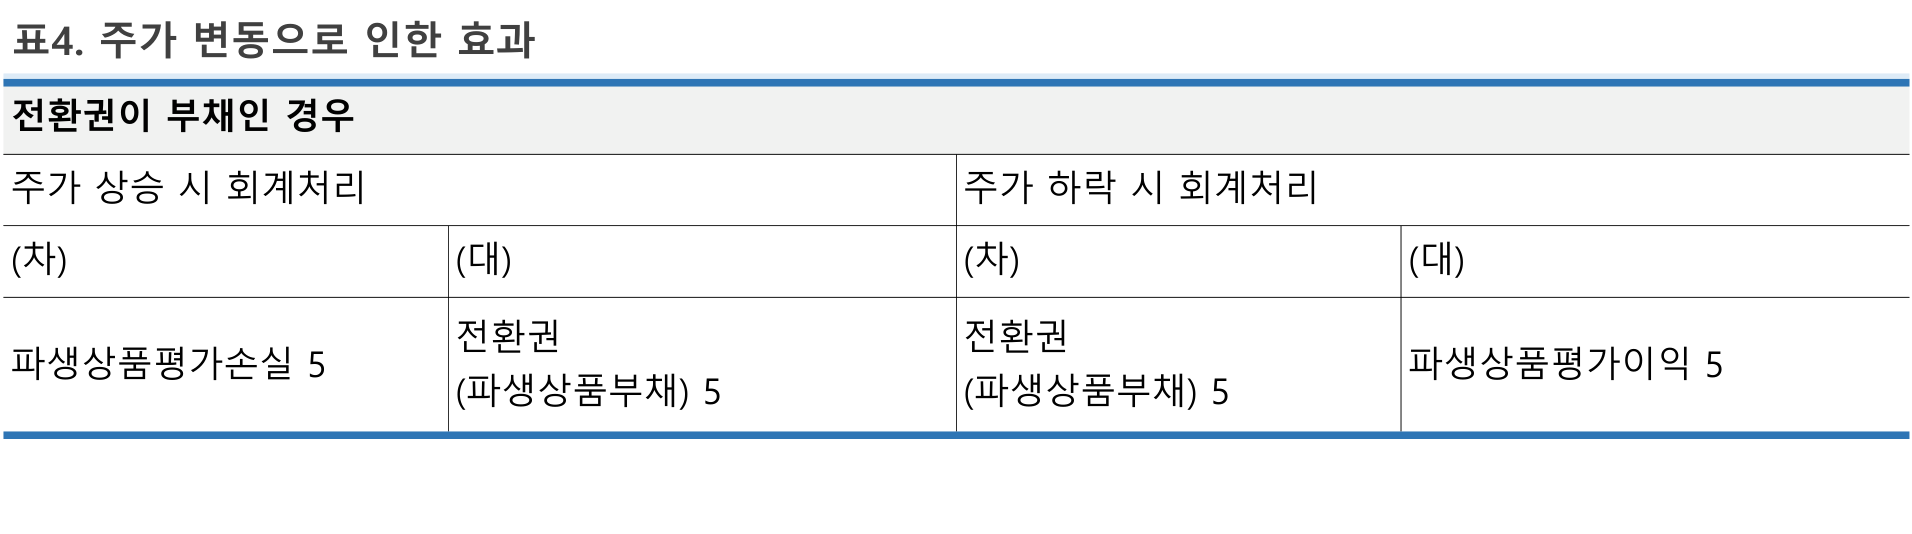 표4. 주가 변동으로 인한 효과
전환권이 부채인 경우
주가 상승 시 회계처리
주가 하락 시 회계처리
(차)
(대)
(차)
(대)
파생상품평가손실 5
전환권
(파생상품부채) 5
전환권
(파생상품부채) 5
파생상품평가이익 5